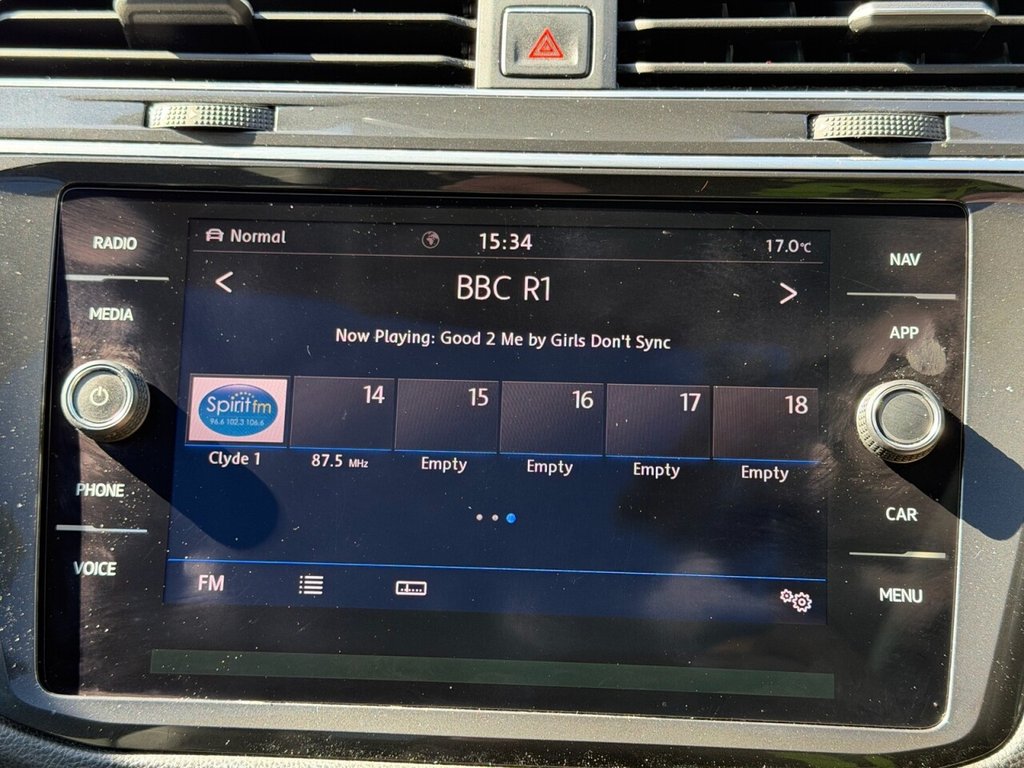 RADIO
MEDIA
PHONE
VOICE
Normal
15:34
17.0°C
<
BBC R1
>
Now Playing: Good 2 Me by Girls Don't Sync
Spirit fm
96.6 102.3 106.6
14
15
16
17
18
Clyde 1
87.5 MHz
Empty
Empty
Empty
Empty
FM
NAV
APP
CAR
MENU